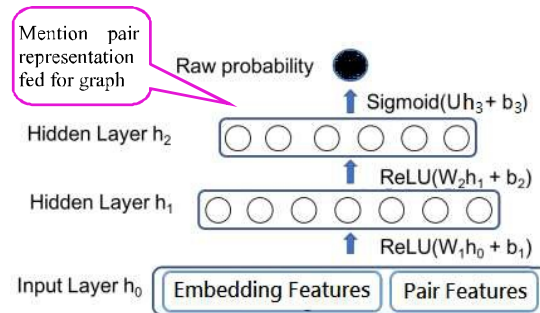 Mention pair
representation
fed for graph
Raw probability
Sigmoid(Uh₃+ b₃)
Hidden Layer h₂
ReLU(W₂h₁ + b₂)
Hidden Layer h₁
ReLU(W₁h₀ + b₁)
Input Layer h₀ Embedding Features Pair Features